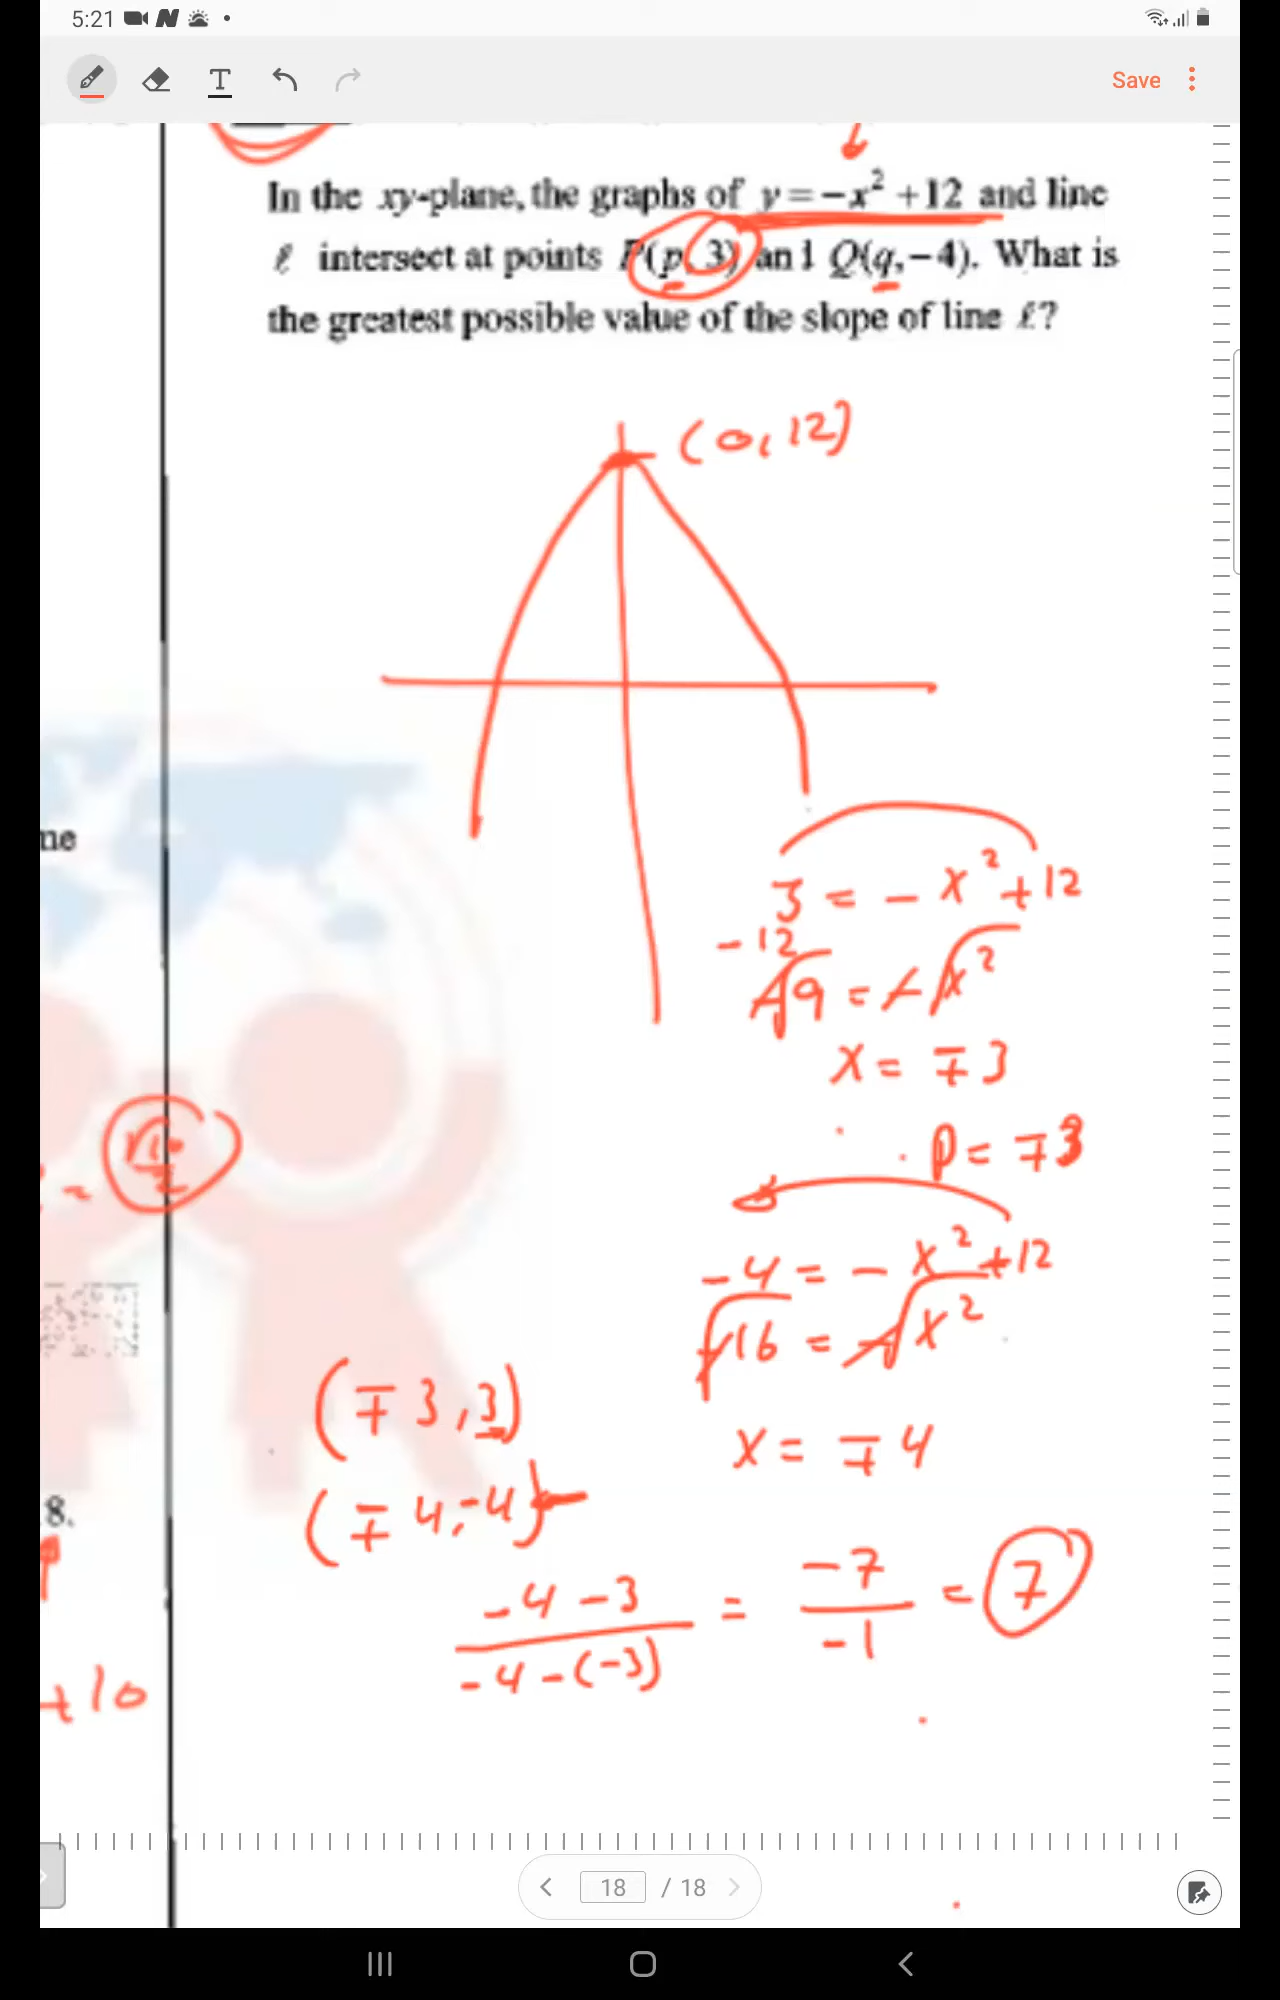 5:21
Save
In the xy-plane, the graphs of y = -x² +12 and line
ℓ intersect at points P(p, 3) an Q(q, -4). What is
the greatest possible value of the slope of line ℓ?
(0, 12)
ne
3 = - x² + 12
-12
√9 = - √x²
x = ∓ 3
p = ∓ 3
-4 = - x² + 12
-16 = - √x²
(∓ 3, 3)
x = ∓ 4
8.
(∓ 4, -4)
-4 - 3 / -4 - (-3) = -7 / -1 = 7
+10
18 / 18